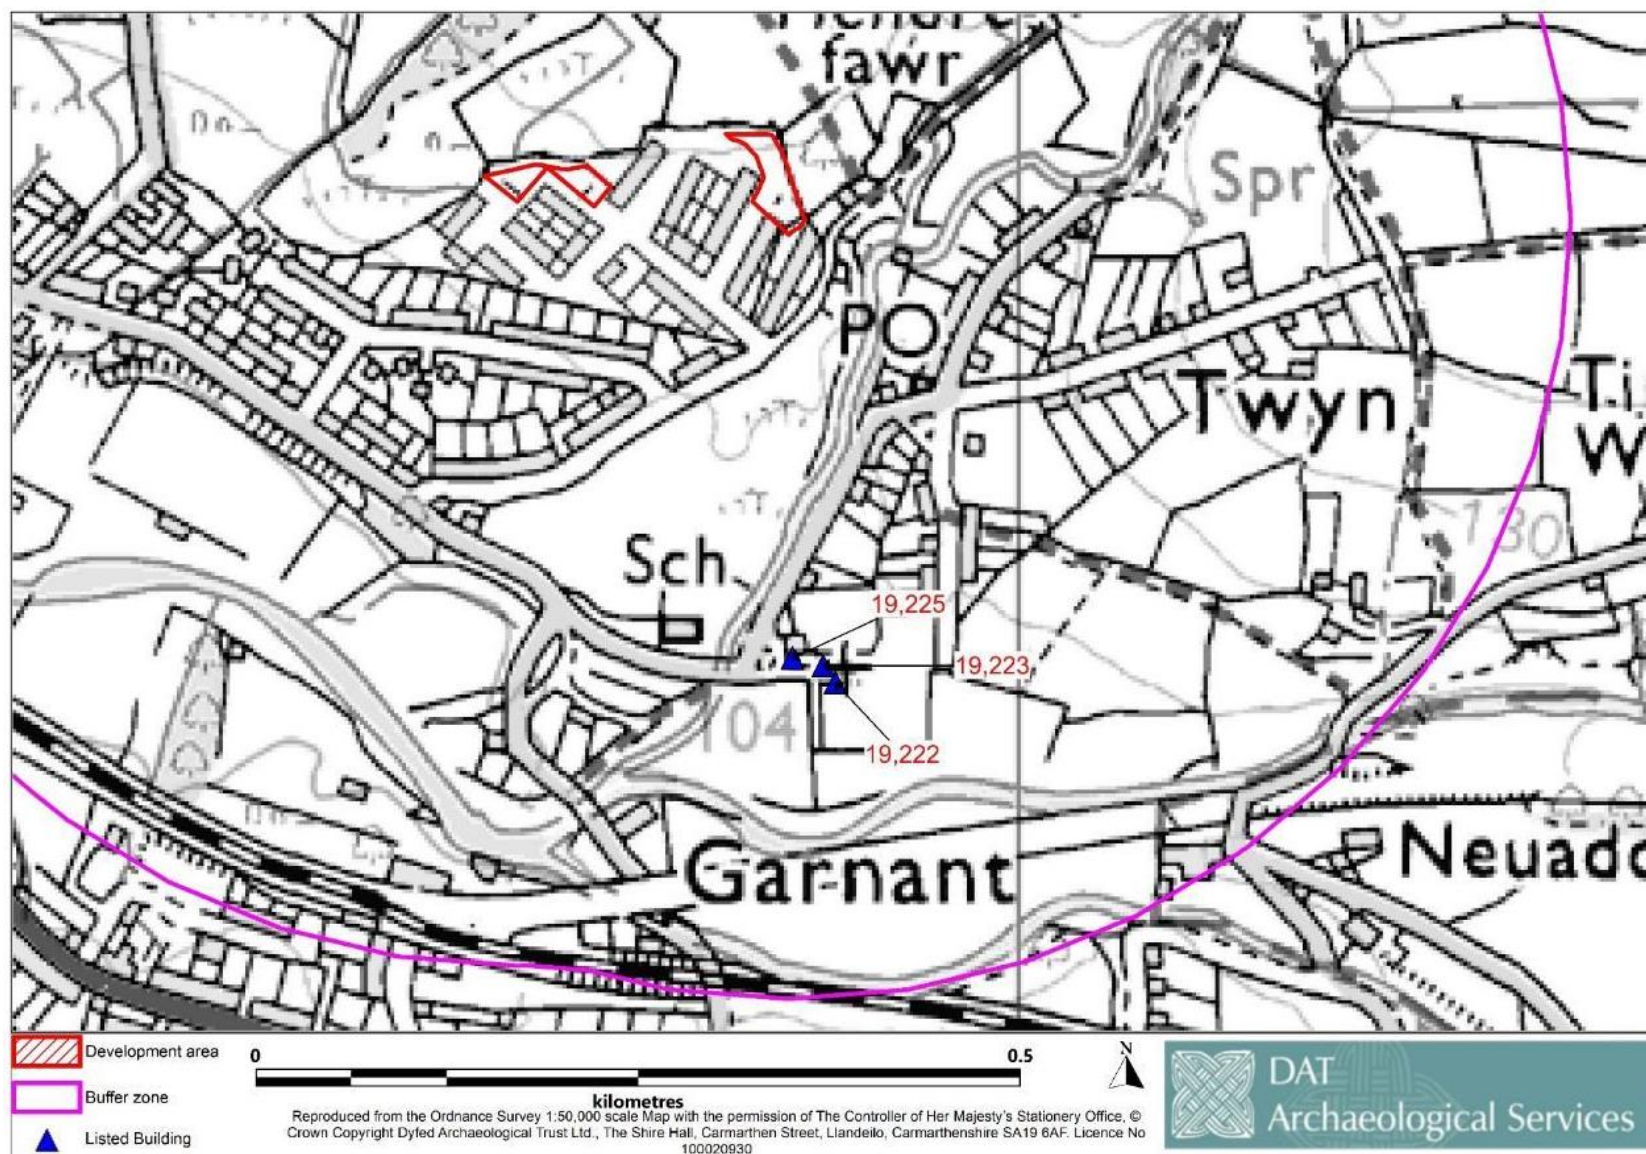 fawr
Spr
PO
Twyn
Sch
130
19,225
19,223
104
19,222
Garnant
Development area
Buffer zone
Listed Building
0
0.5
kilometres
N
Reproduced from the Ordnance Survey 1:50,000 scale Map with the permission of The Controller of Her Majesty's Stationery Office, ©
Crown Copyright Dyfed Archaeological Trust Ltd., The Shire Hall, Carmarthen Street, Llandeilo, Carmarthenshire SA19 6AF. Licence No
100020930
DAT
Archaeological Services